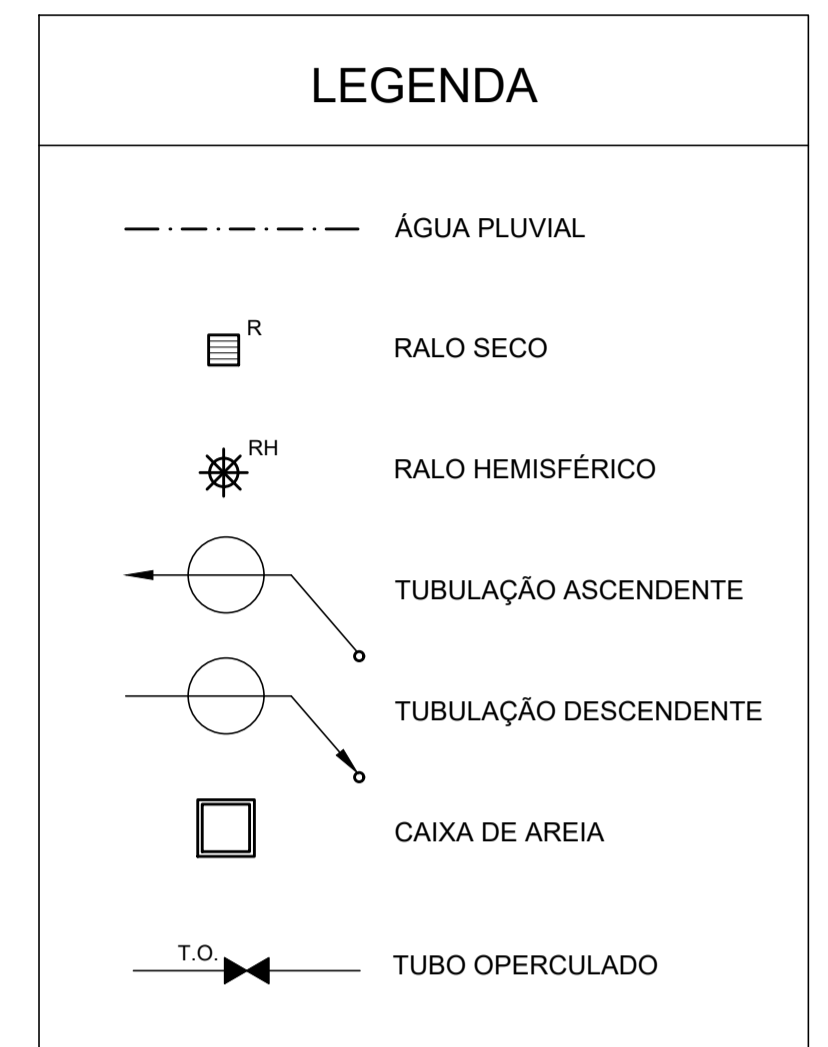 LEGENDA
ÁGUA PLUVIAL
R
RALO SECO
RH
RALO HEMISFÉRICO
TUBULAÇÃO ASCENDENTE
TUBULAÇÃO DESCENDENTE
CAIXA DE AREIA
T.O.
TUBO OPERCULADO